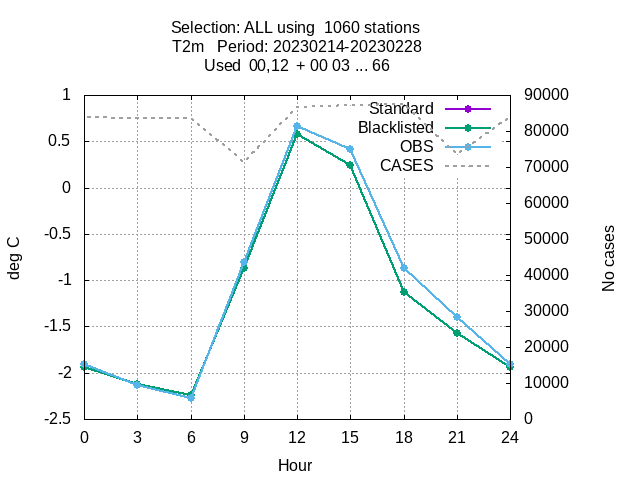 Selection: ALL using  1060 stations
T2m   Period: 20230214-20230228
Used  00,12  + 00 03 ... 66
1
0.5
0
-0.5
-1
-1.5
-2
-2.5
deg C
90000
80000
70000
60000
50000
40000
30000
20000
10000
0
No cases
Standard
Blacklisted
OBS
CASES
0 3 6 9 12 15 18 21 24
Hour